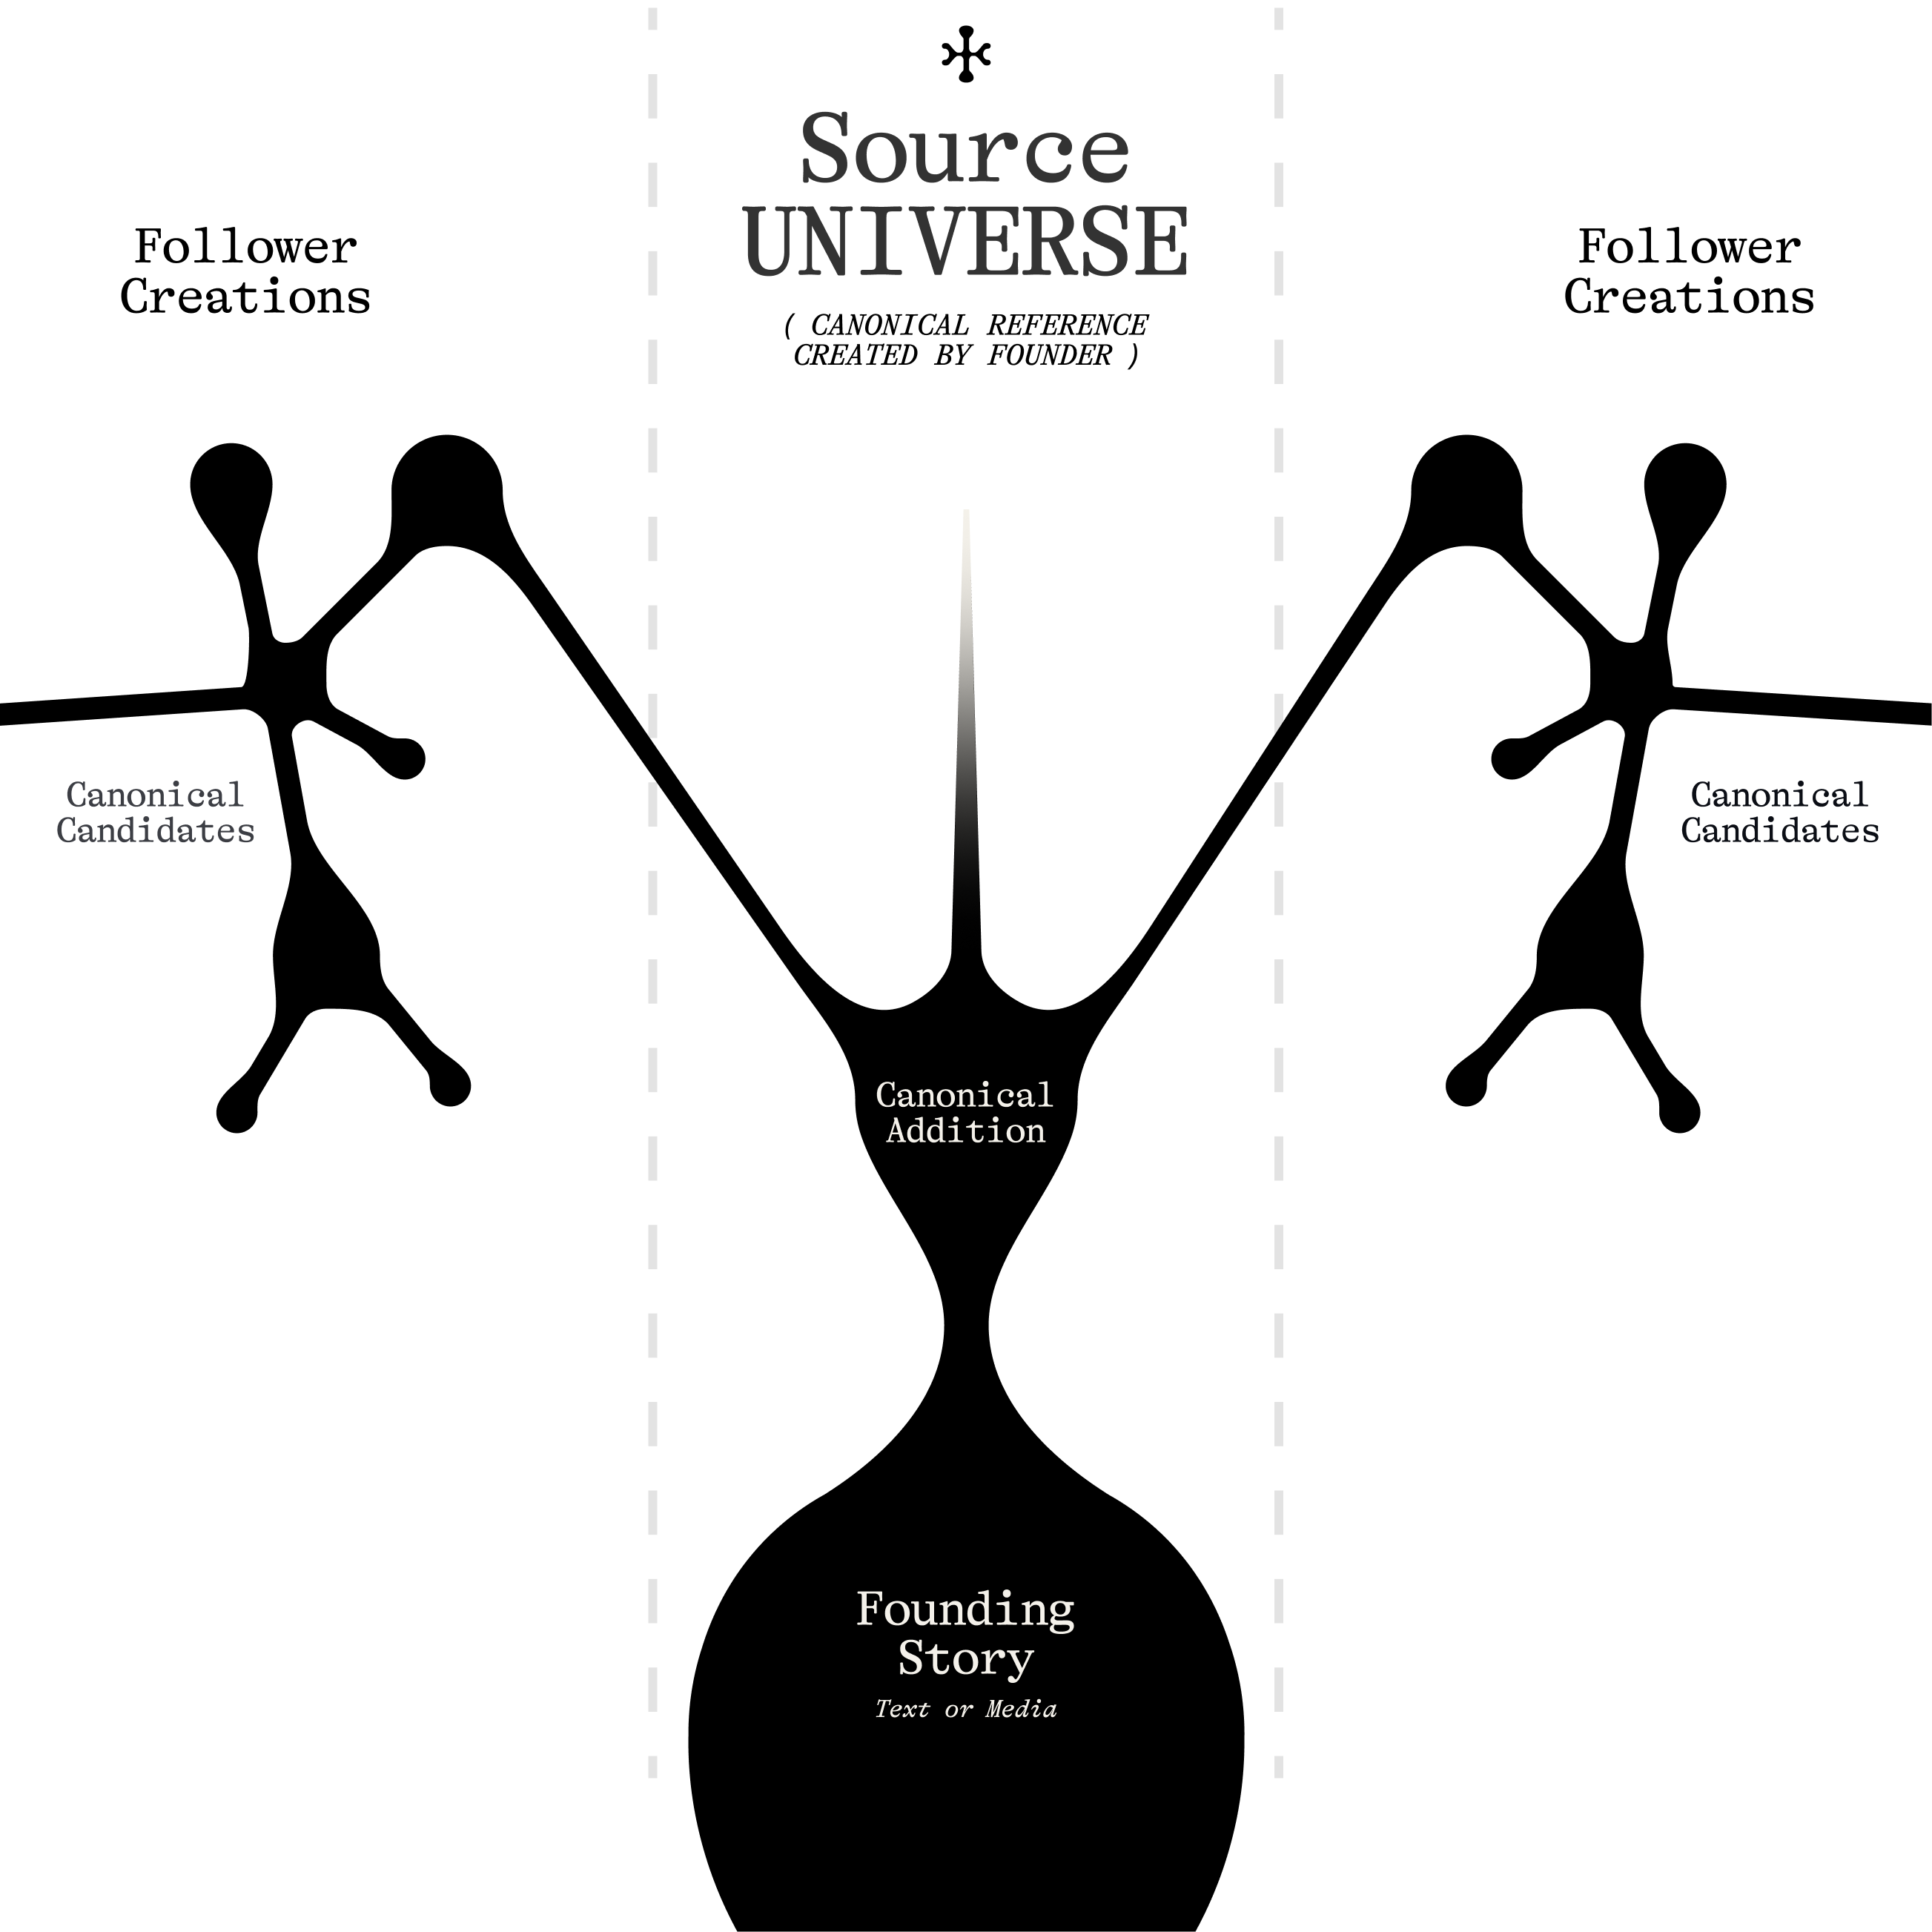 Source
UNIVERSE
( CANONICAL REFERENCE
CREATED BY FOUNDER )
Follower
Creations
Follower
Creations
Canonical
Candidates
Canonical
Candidates
Canonical
Addition
Founding
Story
Text or Media